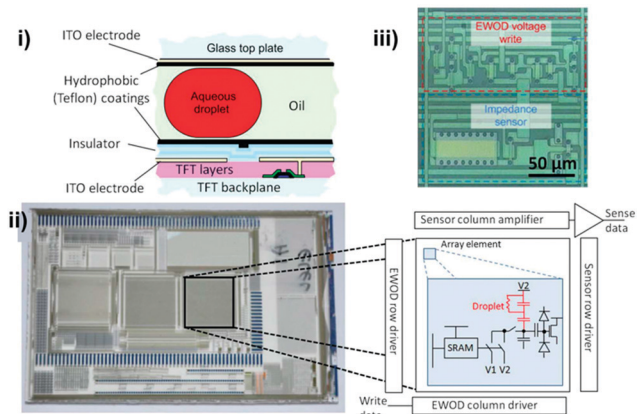 i)
ITO electrode
Glass top plate
Hydrophobic
(Teflon) coatings
Aqueous
droplet
Oil
Insulator
TFT layers
ITO electrode
TFT backplane
iii)
EWOD voltage
write
Impedance
sensor
50 µm
ii)
Sensor column amplifier
Sense
data
Array element
EWOD row driver
V2
Droplet
SRAM
V1 V2
Sensor row driver
Write
EWOD column driver